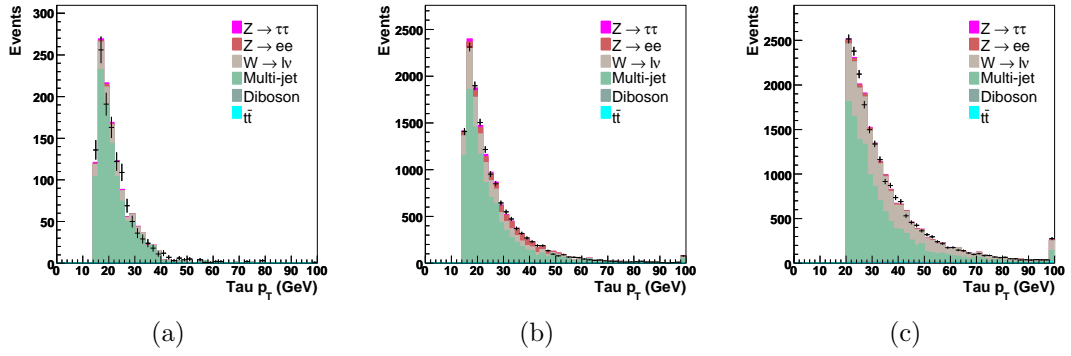 Events
300
250
200
150
100
50
0
0 10 20 30 40 50 60 70 80 90 100
Tau p_T (GeV)
Z → ττ
Z → ee
W → lν
Multi-jet
Diboson
tt̄
(a)
Events
2500
2000
1500
1000
500
0
0 10 20 30 40 50 60 70 80 90 100
Tau p_T (GeV)
Z → ττ
Z → ee
W → lν
Multi-jet
Diboson
tt̄
(b)
Events
3000
2500
2000
1500
1000
500
0
0 10 20 30 40 50 60 70 80 90 100
Tau p_T (GeV)
Z → ττ
Z → ee
W → lν
Multi-jet
Diboson
tt̄
(c)